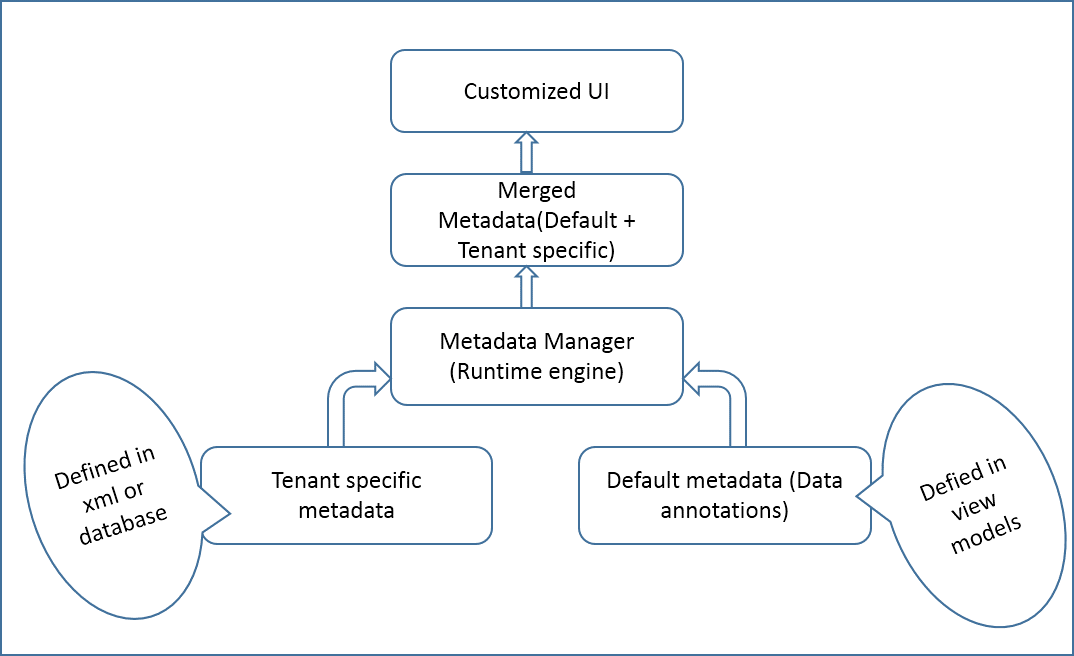 Customized UI
Merged
Metadata(Default +
Tenant specific)
Metadata Manager
(Runtime engine)
Defined in
xml or
database
Tenant specific
metadata
Default metadata (Data
annotations)
Defied in
view
models